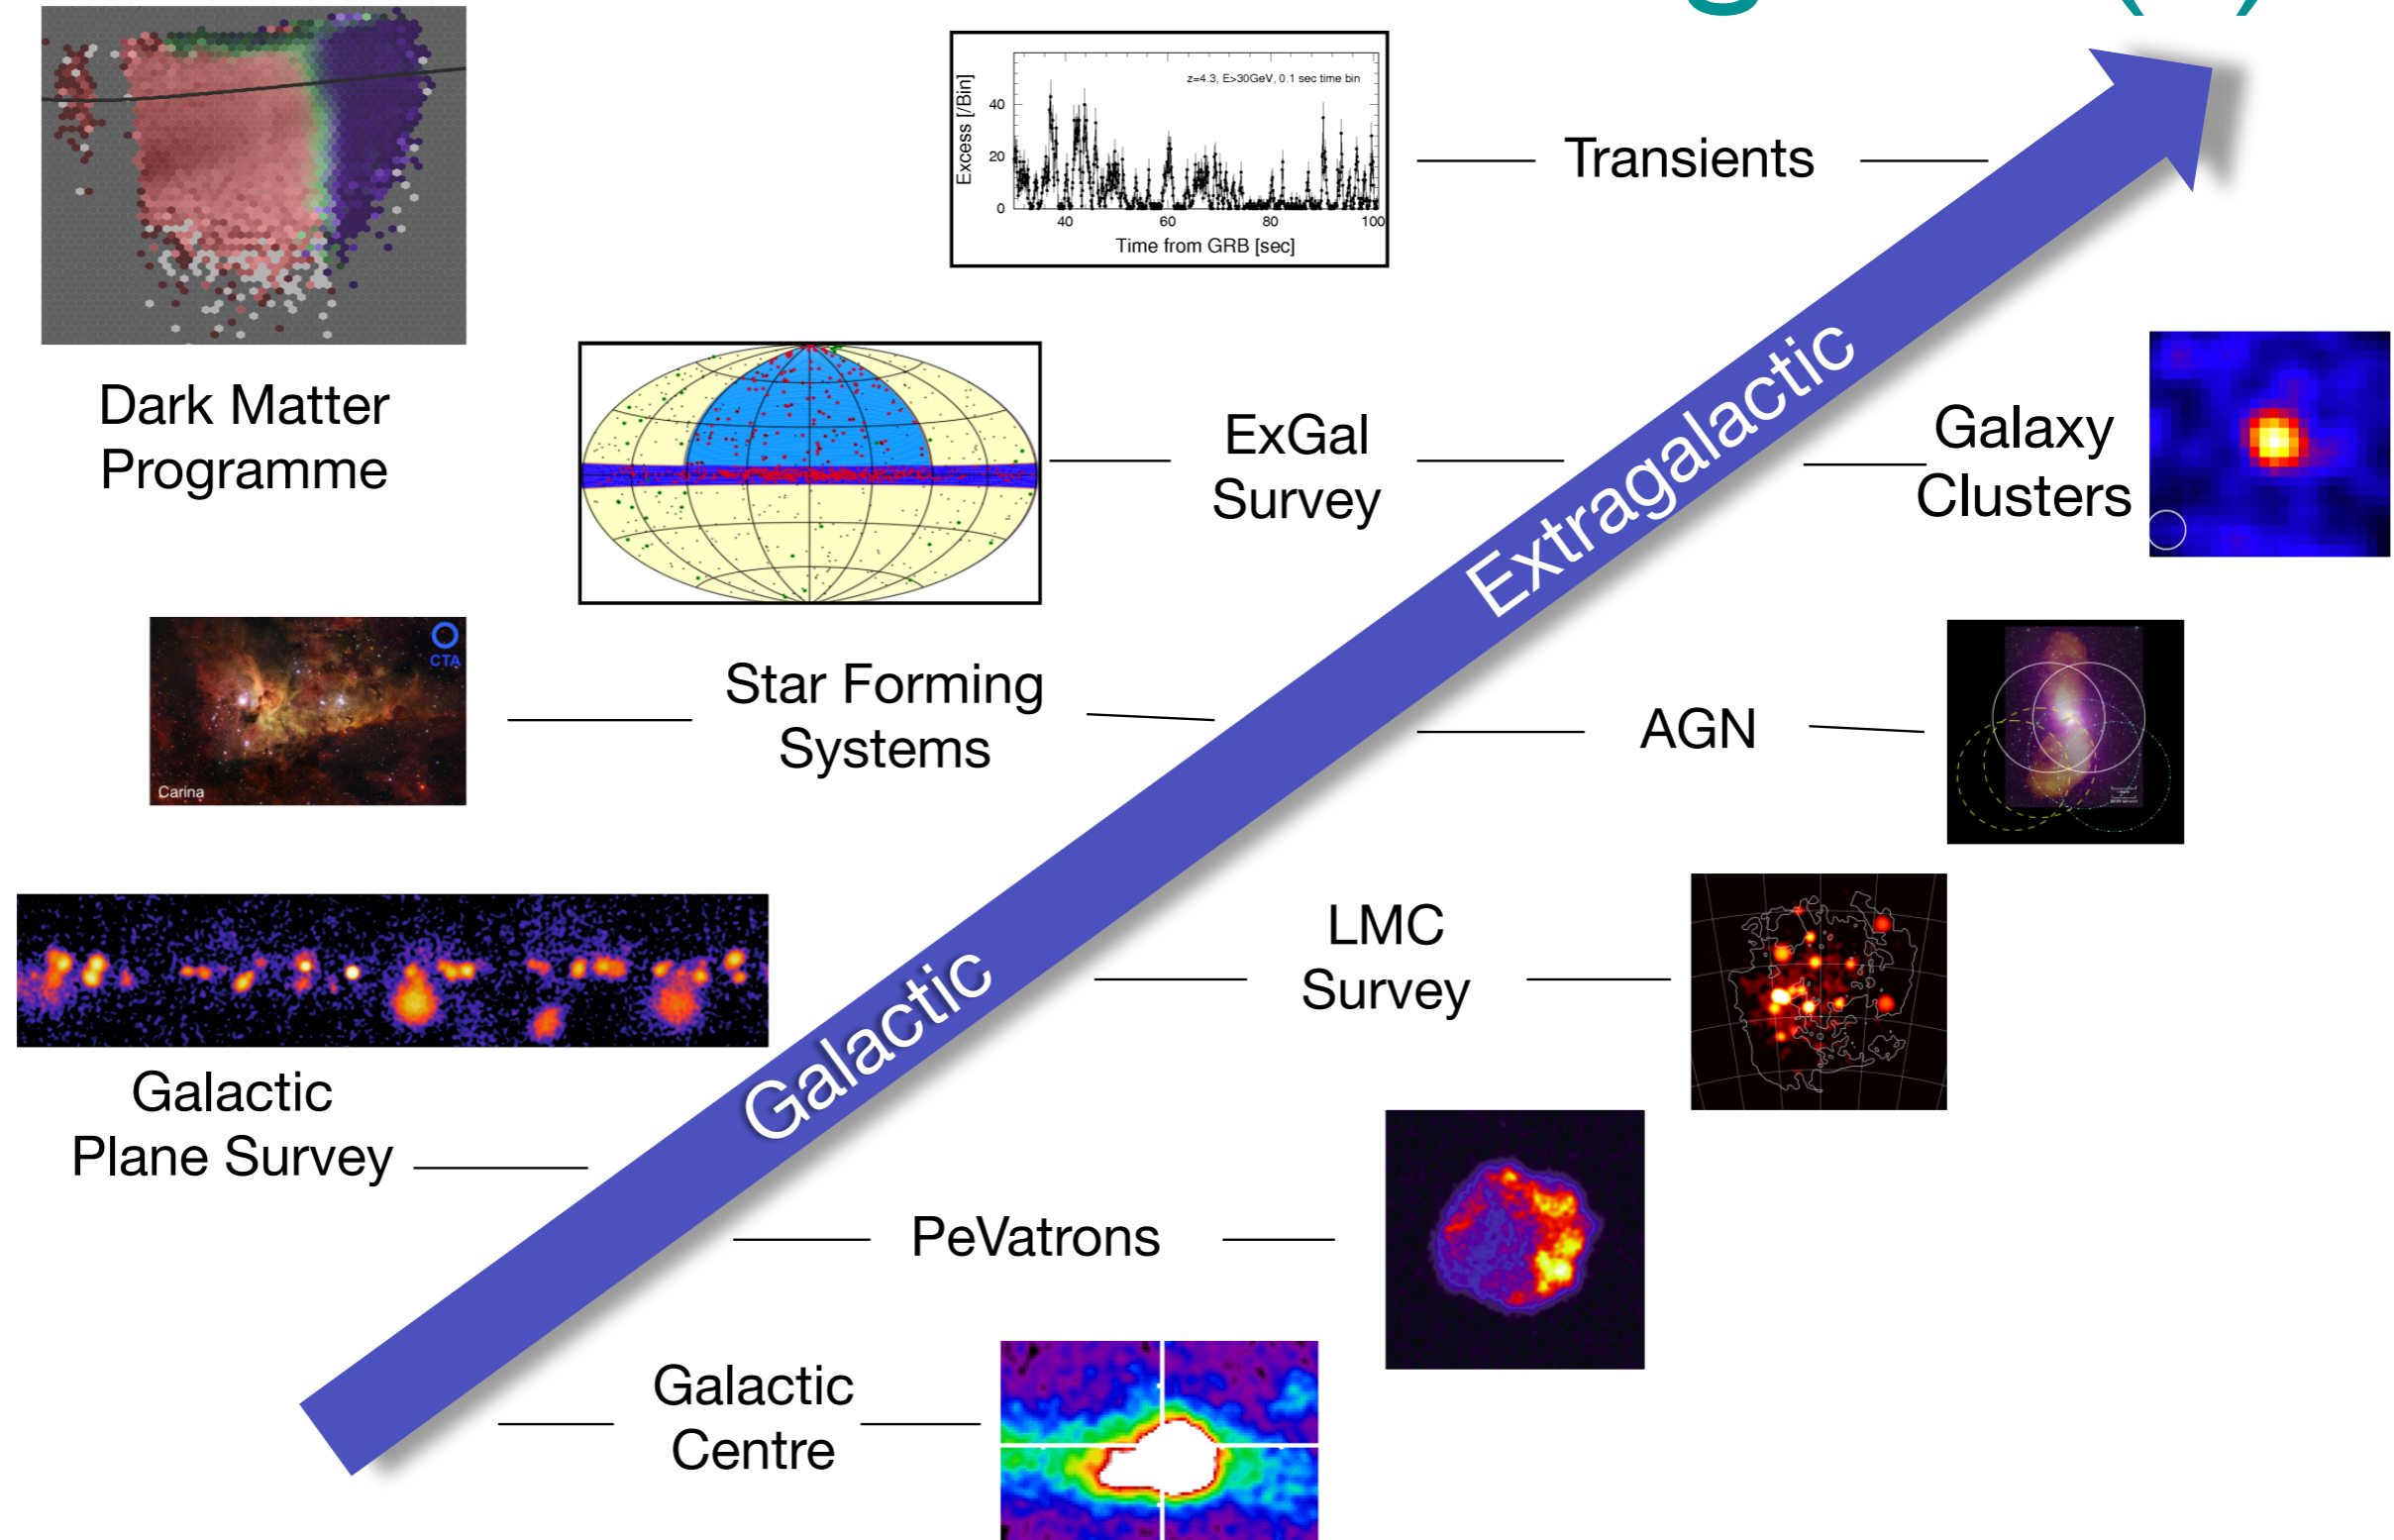 z=4.3, E>30GeV, 0.1 sec time bin
Excess [/Bin]
40
20
0
40 60 80 100
Time from GRB [sec]
Transients
Dark Matter
Programme
ExGal
Survey
Extragalactic
Galaxy
Clusters
CTA
Carina
Star Forming
Systems
AGN
Galactic
Plane Survey
Galactic
LMC
Survey
PeVatrons
Galactic
Centre